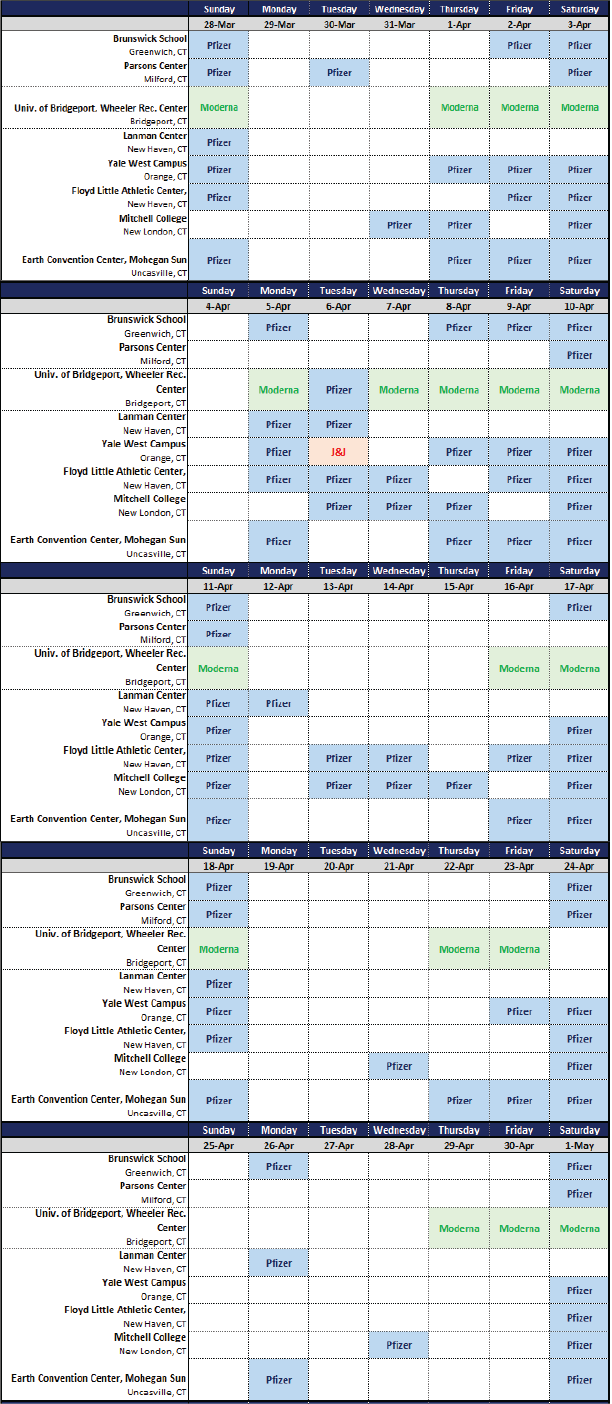 Sunday Monday Tuesday Wednesday Thursday Friday Saturday
28-Mar 29-Mar 30-Mar 31-Mar 1-Apr 2-Apr 3-Apr
Brunswick School
Greenwich, CT
Pfizer Pfizer Pfizer
Parsons Center
Milford, CT
Pfizer Pfizer Pfizer
Univ. of Bridgeport, Wheeler Rec. Center
Bridgeport, CT
Moderna Moderna Moderna Moderna
Lanman Center
New Haven, CT
Pfizer
Yale West Campus
Orange, CT
Pfizer Pfizer Pfizer Pfizer
Floyd Little Athletic Center,
New Haven, CT
Pfizer Pfizer Pfizer
Mitchell College
New London, CT
Pfizer Pfizer Pfizer
Earth Convention Center, Mohegan Sun
Uncasville, CT
Pfizer Pfizer Pfizer Pfizer
Sunday Monday Tuesday Wednesday Thursday Friday Saturday
4-Apr 5-Apr 6-Apr 7-Apr 8-Apr 9-Apr 10-Apr
Brunswick School
Greenwich, CT
Pfizer Pfizer Pfizer Pfizer
Parsons Center
Milford, CT
Pfizer
Univ. of Bridgeport, Wheeler Rec.
Center
Bridgeport, CT
Moderna Pfizer Moderna Moderna Moderna Moderna
Lanman Center
New Haven, CT
Pfizer Pfizer
Yale West Campus
Orange, CT
Pfizer J&J Pfizer Pfizer Pfizer
Floyd Little Athletic Center,
New Haven, CT
Pfizer Pfizer Pfizer Pfizer Pfizer
Mitchell College
New London, CT
Pfizer Pfizer Pfizer Pfizer
Earth Convention Center, Mohegan Sun
Uncasville, CT
Pfizer Pfizer Pfizer Pfizer
Sunday Monday Tuesday Wednesday Thursday Friday Saturday
11-Apr 12-Apr 13-Apr 14-Apr 15-Apr 16-Apr 17-Apr
Brunswick School
Greenwich, CT
Pfizer Pfizer
Parsons Center
Milford, CT
Pfizer
Univ. of Bridgeport, Wheeler Rec.
Center
Bridgeport, CT
Moderna Moderna Moderna
Lanman Center
New Haven, CT
Pfizer Pfizer
Yale West Campus
Orange, CT
Pfizer Pfizer
Floyd Little Athletic Center,
New Haven, CT
Pfizer Pfizer Pfizer Pfizer Pfizer
Mitchell College
New London, CT
Pfizer Pfizer Pfizer Pfizer Pfizer
Earth Convention Center, Mohegan Sun
Uncasville, CT
Pfizer Pfizer Pfizer
Sunday Monday Tuesday Wednesday Thursday Friday Saturday
18-Apr 19-Apr 20-Apr 21-Apr 22-Apr 23-Apr 24-Apr
Brunswick School
Greenwich, CT
Pfizer Pfizer
Parsons Center
Milford, CT
Pfizer Pfizer
Univ. of Bridgeport, Wheeler Rec.
Center
Bridgeport, CT
Moderna Moderna Moderna
Lanman Center
New Haven, CT
Pfizer
Yale West Campus
Orange, CT
Pfizer Pfizer Pfizer
Floyd Little Athletic Center,
New Haven, CT
Pfizer Pfizer
Mitchell College
New London, CT
Pfizer Pfizer
Earth Convention Center, Mohegan Sun
Uncasville, CT
Pfizer Pfizer Pfizer Pfizer
Sunday Monday Tuesday Wednesday Thursday Friday Saturday
25-Apr 26-Apr 27-Apr 28-Apr 29-Apr 30-Apr 1-May
Brunswick School
Greenwich, CT
Pfizer Pfizer
Parsons Center
Milford, CT
Pfizer
Univ. of Bridgeport, Wheeler Rec.
Center
Bridgeport, CT
Moderna Moderna Moderna
Lanman Center
New Haven, CT
Pfizer
Yale West Campus
Orange, CT
Pfizer
Floyd Little Athletic Center,
New Haven, CT
Pfizer
Mitchell College
New London, CT
Pfizer Pfizer
Earth Convention Center, Mohegan Sun
Uncasville, CT
Pfizer Pfizer